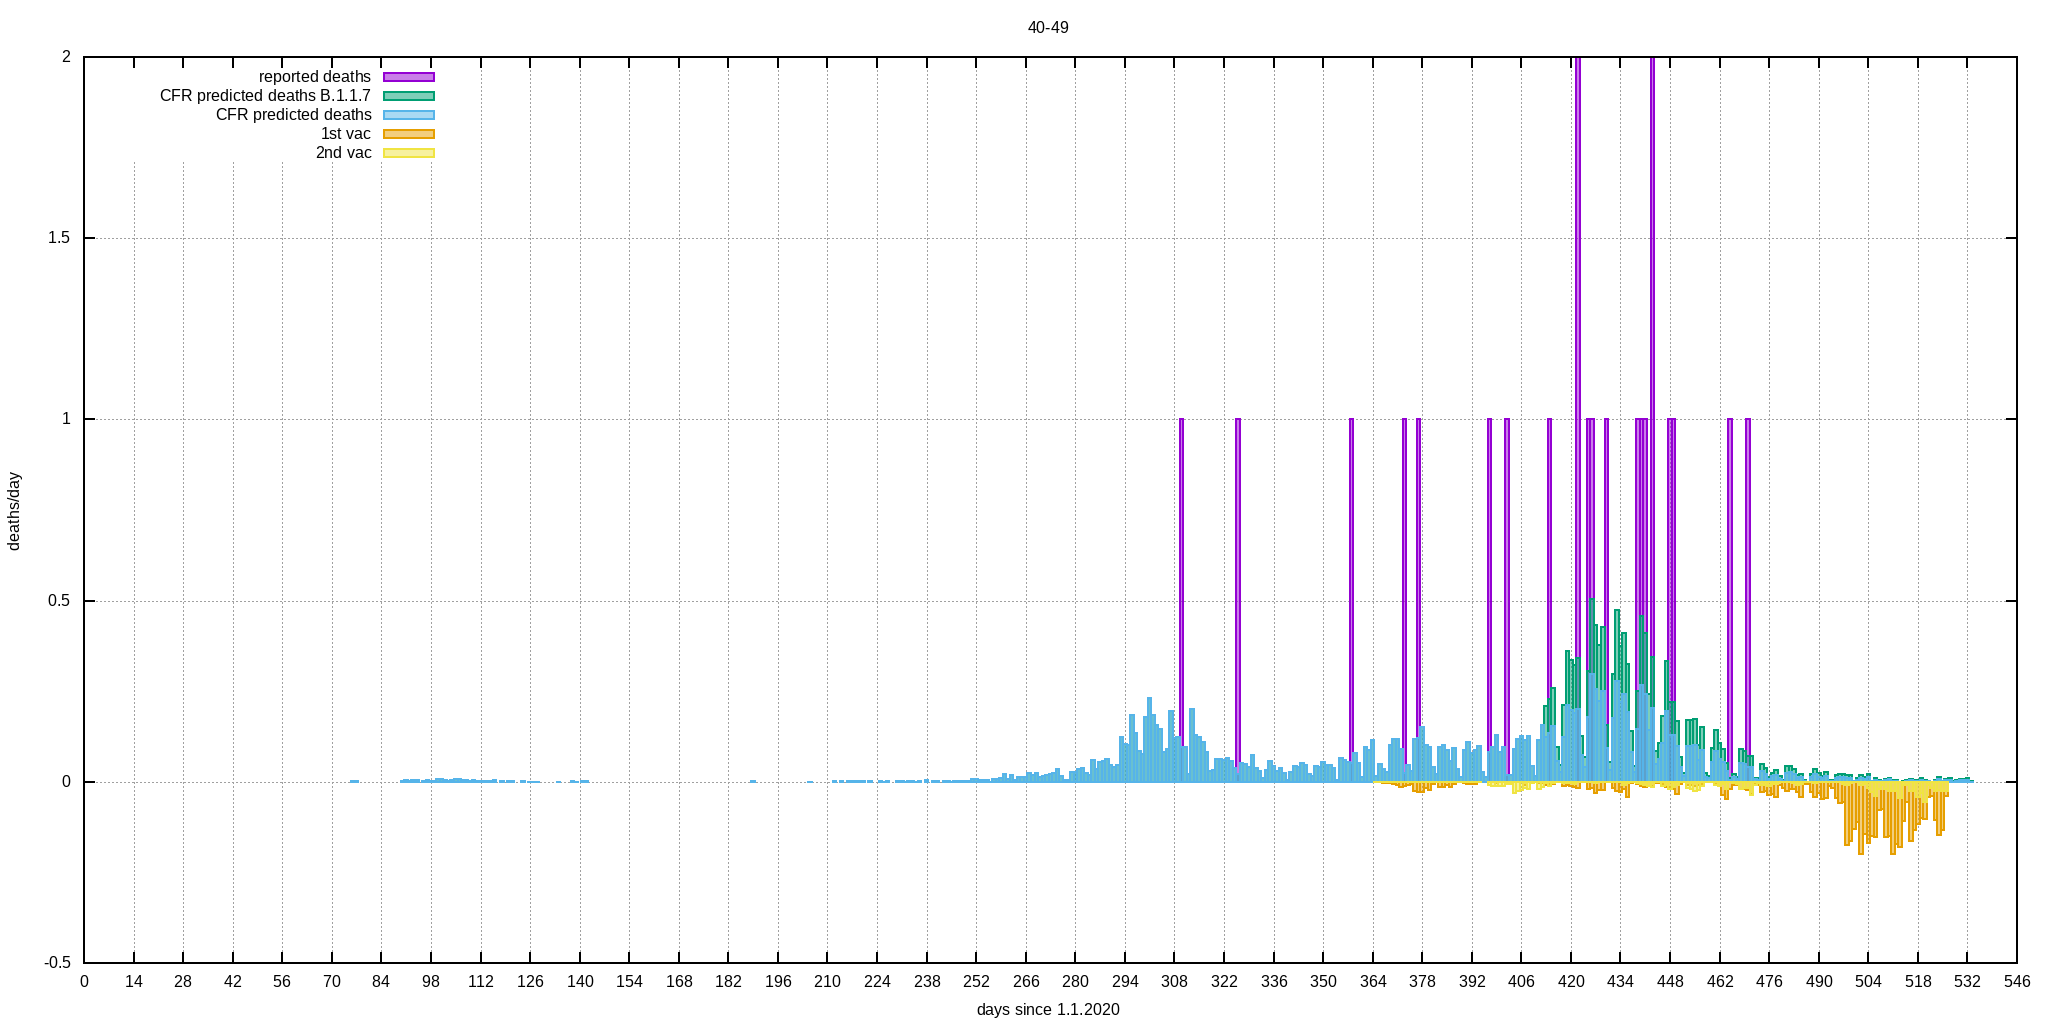 40-49
reported deaths
CFR predicted deaths B.1.1.7
CFR predicted deaths
1st vac
2nd vac
2
1.5
1
0.5
0
-0.5
deaths/day
0 14 28 42 56 70 84 98 112 126 140 154 168 182 196 210 224 238 252 266 280 294 308 322 336 350 364 378 392 406 420 434 448 462 476 490 504 518 532 546
days since 1.1.2020